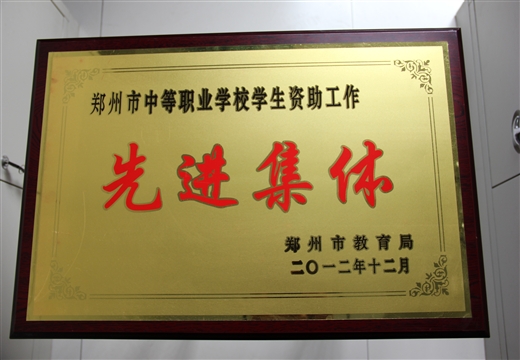 郑州市中等职业学校学生资助工作
先进集体
郑州市教育局
二〇一二年十二月